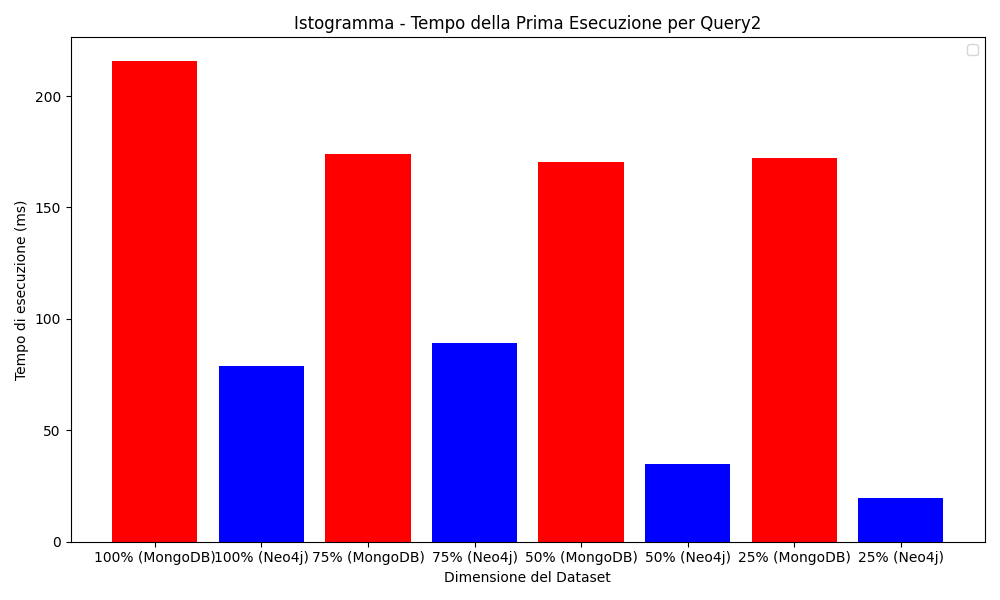 Istogramma - Tempo della Prima Esecuzione per Query2
200
150
100
50
0
Tempo di esecuzione (ms)
100% (MongoDB) 100% (Neo4j) 75% (MongoDB) 75% (Neo4j) 50% (MongoDB) 50% (Neo4j) 25% (MongoDB) 25% (Neo4j)
Dimensione del Dataset